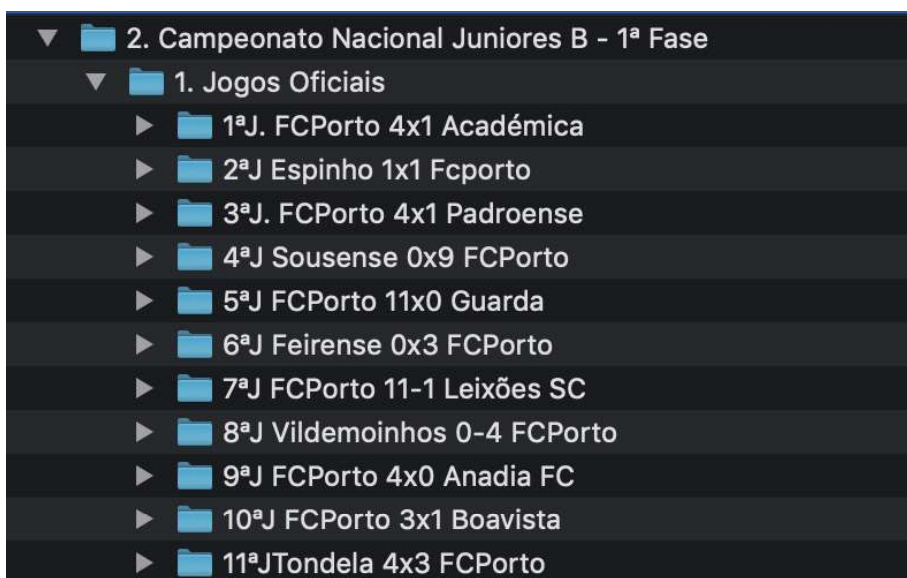 2. Campeonato Nacional Juniores B - 1ª Fase
1. Jogos Oficiais
1ªJ. FCPorto 4x1 Académica
2ªJ Espinho 1x1 Fcporto
3ªJ. FCPorto 4x1 Padroense
4ªJ Sousense 0x9 FCPorto
5ªJ FCPorto 11x0 Guarda
6ªJ Feirense 0x3 FCPorto
7ªJ FCPorto 11-1 Leixões SC
8ªJ Vildemoinhos 0-4 FCPorto
9ªJ FCPorto 4x0 Anadia FC
10ªJ FCPorto 3x1 Boavista
11ªJTondela 4x3 FCPorto